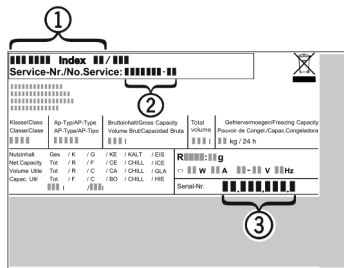 1
Index /
Service-Nr./No.Service: -
2
Klasse/Class Ap-Typ/AP-Type Bruttoinhalt/Gross Capacity Total Gefriervermoegen/Freezing Capacity
Classe/Clase AP-Type/AP-Tipo Volume Brut/Capacidad Bruta volume Pouvoir de Congel./Capac.Congeladora
l l kg / 24 h
Nutzinhalt Ges / K / G / KE / KALT / EIS
Net.Capacity Tot / R / F / CE / CHILL / ICE
Volume Utile Tot / R / C / CA / CHILL / GLA
Capac. Util Tot / F / C / BO / CHILL / HIE
l / l
R : g
W A - V Hz
Serial-Nr. . . .
3